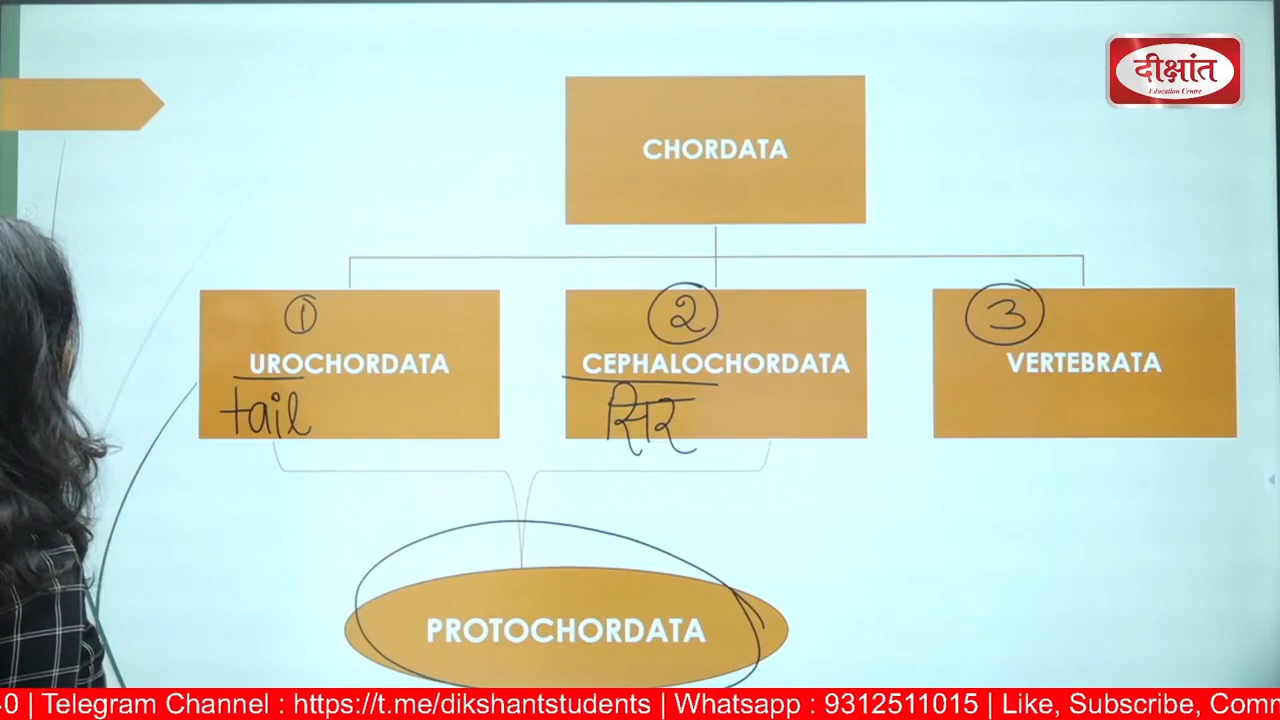 दीक्षांत
Education Centre
CHORDATA
1
UROCHORDATA
tail
2
CEPHALOCHORDATA
सिर
3
VERTEBRATA
PROTOCHORDATA
40 | Telegram Channel : https://t.me/dikshantstudents | Whatsapp : 9312511015 | Like, Subscribe, Comm